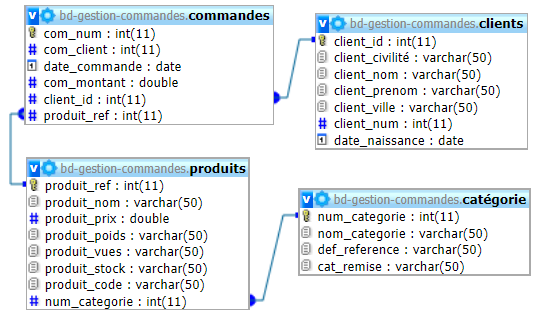 bd-gestion-commandes.commandes
com_num : int(11)
com_client : int(11)
date_commande : date
com_montant : double
client_id : int(11)
produit_ref : int(11)
bd-gestion-commandes.clients
client_id : int(11)
client_civilité : varchar(50)
client_nom : varchar(50)
client_prenom : varchar(50)
client_ville : varchar(50)
client_num : int(11)
date_naissance : date
bd-gestion-commandes.produits
produit_ref : int(11)
produit_nom : varchar(50)
produit_prix : double
produit_poids : varchar(50)
produit_vues : varchar(50)
produit_stock : varchar(50)
produit_code : varchar(50)
num_categorie : int(11)
bd-gestion-commandes.catégorie
num_categorie : int(11)
nom_categorie : varchar(50)
def_reference : varchar(50)
cat_remise : varchar(50)